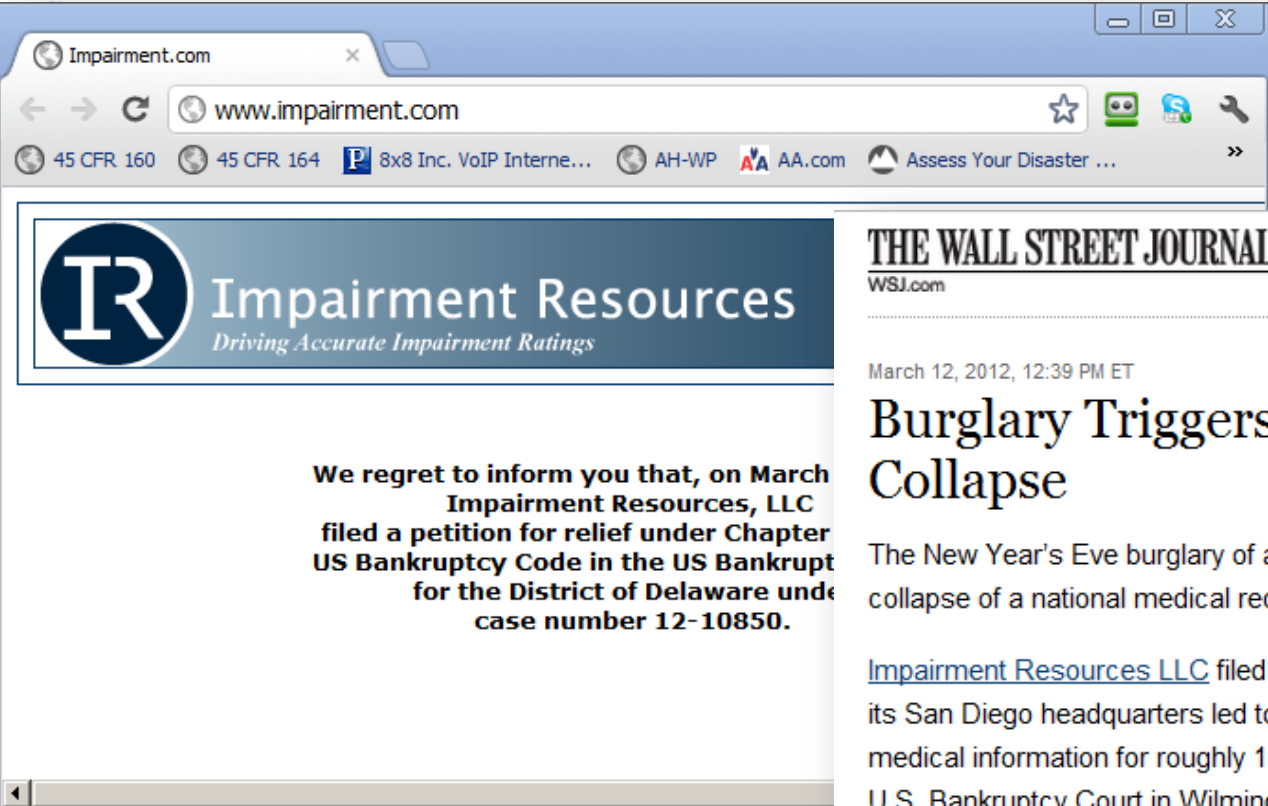 Impairment.com
www.impairment.com
45 CFR 160 45 CFR 164 8x8 Inc. VoIP Interne... AH-WP AA.com Assess Your Disaster ... »
IR
Impairment Resources
Driving Accurate Impairment Ratings
We regret to inform you that, on March
Impairment Resources, LLC
filed a petition for relief under Chapter
US Bankruptcy Code in the US Bankrupt
for the District of Delaware unde
case number 12-10850.
THE WALL STREET JOURNAL
WSJ.com
March 12, 2012, 12:39 PM ET
Burglary Triggers
Collapse
The New Year's Eve burglary of a
collapse of a national medical rec
Impairment Resources LLC filed
its San Diego headquarters led to
medical information for roughly 1
U.S. Bankruptcy Court in Wilming